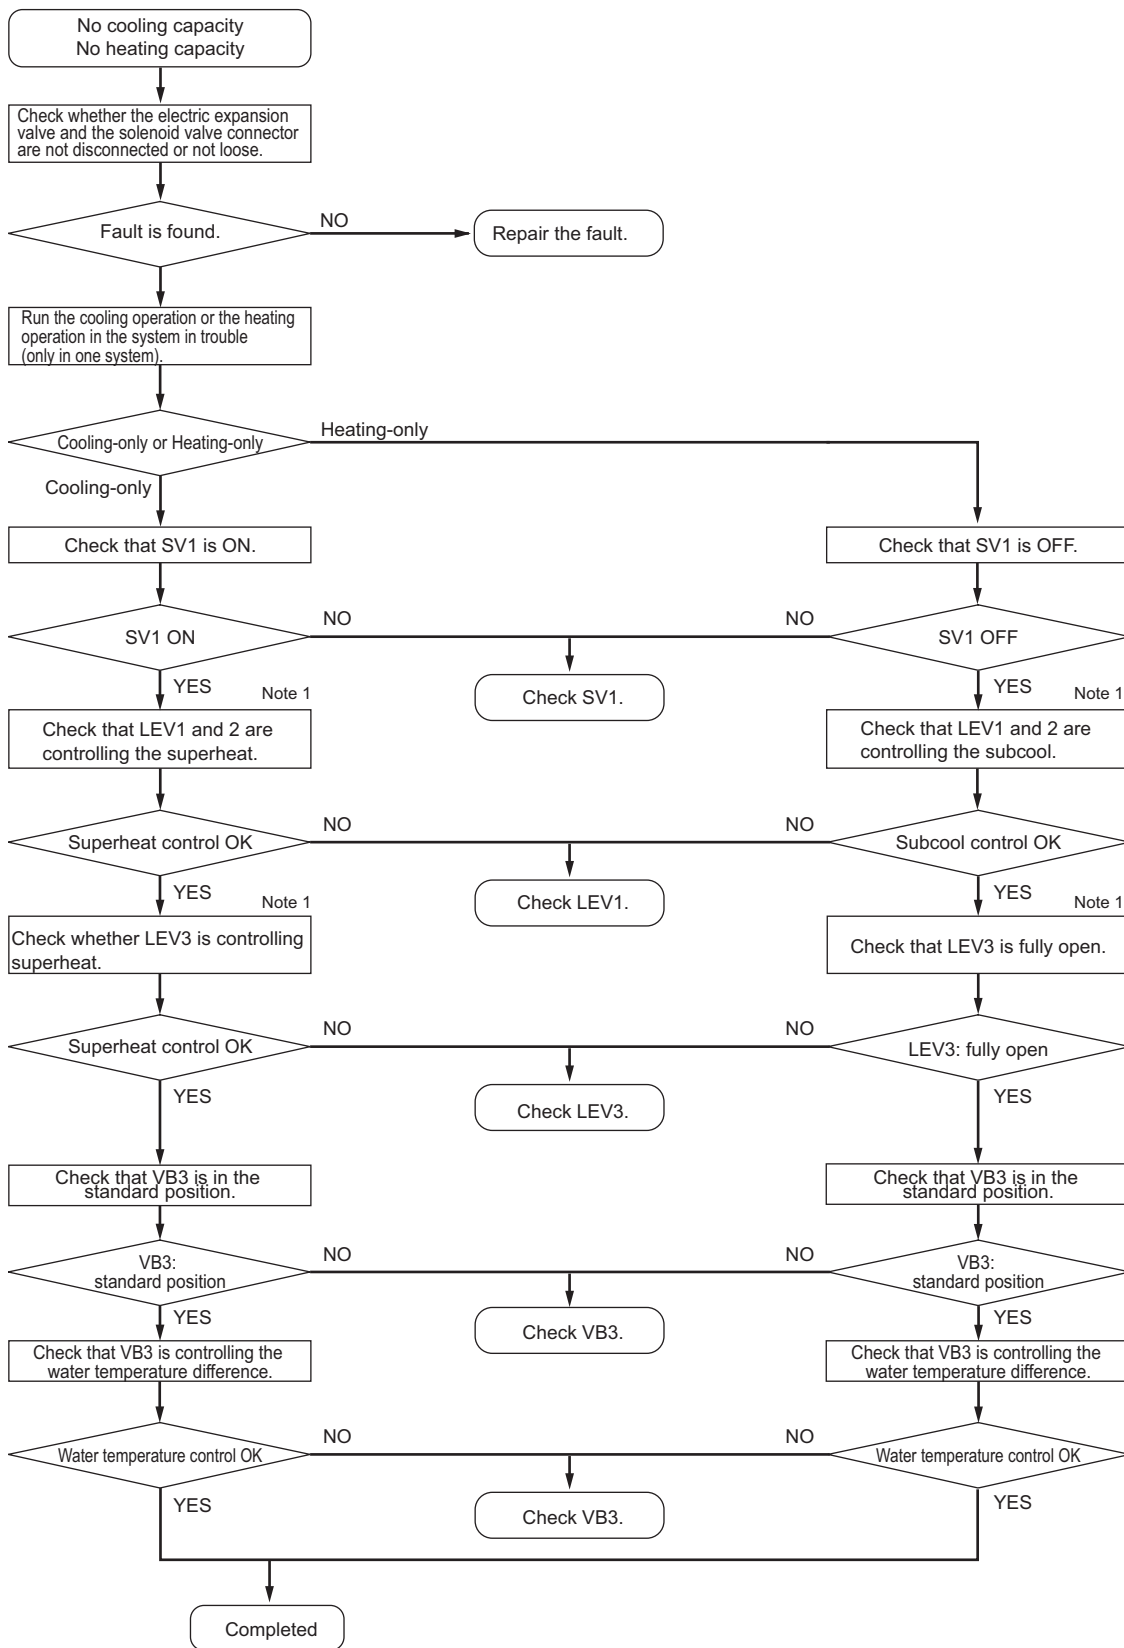 No cooling capacity
No heating capacity
Check whether the electric expansion
valve and the solenoid valve connector
are not disconnected or not loose.
Fault is found.
NO
Repair the fault.
Run the cooling operation or the heating
operation in the system in trouble
(only in one system).
Cooling-only or Heating-only
Heating-only
Cooling-only
Check that SV1 is ON.
Check that SV1 is OFF.
SV1 ON
NO
NO
SV1 OFF
YES
Note 1
Check SV1.
YES
Note 1
Check that LEV1 and 2 are
controlling the superheat.
Check that LEV1 and 2 are
controlling the subcool.
Superheat control OK
NO
NO
Subcool control OK
YES
Note 1
Check LEV1.
YES
Note 1
Check whether LEV3 is controlling
superheat.
Check that LEV3 is fully open.
Superheat control OK
NO
NO
LEV3: fully open
YES
Check LEV3.
YES
Check that VB3 is in the
standard position.
Check that VB3 is in the
standard position.
VB3:
standard position
NO
NO
VB3:
standard position
YES
Check VB3.
YES
Check that VB3 is controlling the
water temperature difference.
Check that VB3 is controlling the
water temperature difference.
Water temperature control OK
NO
NO
Water temperature control OK
YES
Check VB3.
YES
Completed